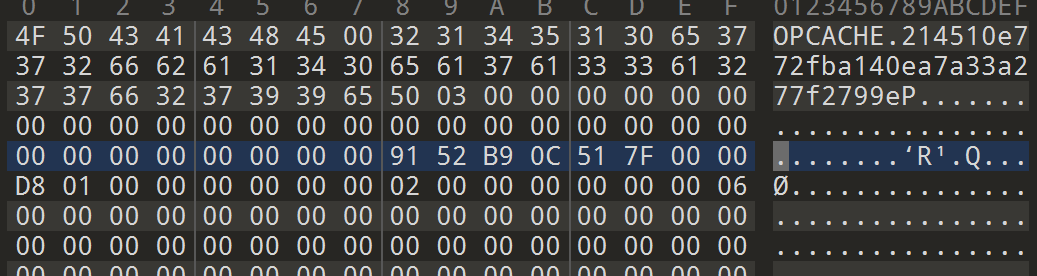 0 1 2 3 4 5 6 7 8 9 A B C D E F 0123456789ABCDEF
4F 50 43 41 43 48 45 00 32 31 34 35 31 30 65 37 OPCACHE.214510e7
37 32 66 62 61 31 34 30 65 61 37 61 33 33 61 32 72fba140ea7a33a2
37 37 66 32 37 39 39 65 50 03 00 00 00 00 00 00 77f2799eP.......
00 00 00 00 00 00 00 00 00 00 00 00 00 00 00 00 ................
00 00 00 00 00 00 00 00 91 52 B9 0C 51 7F 00 00 ........‘R¹.Q...
D8 01 00 00 00 00 00 00 02 00 00 00 00 00 00 06 Ø...............
00 00 00 00 00 00 00 00 00 00 00 00 00 00 00 00 ................
00 00 00 00 00 00 00 00 00 00 00 00 00 00 00 00 ................